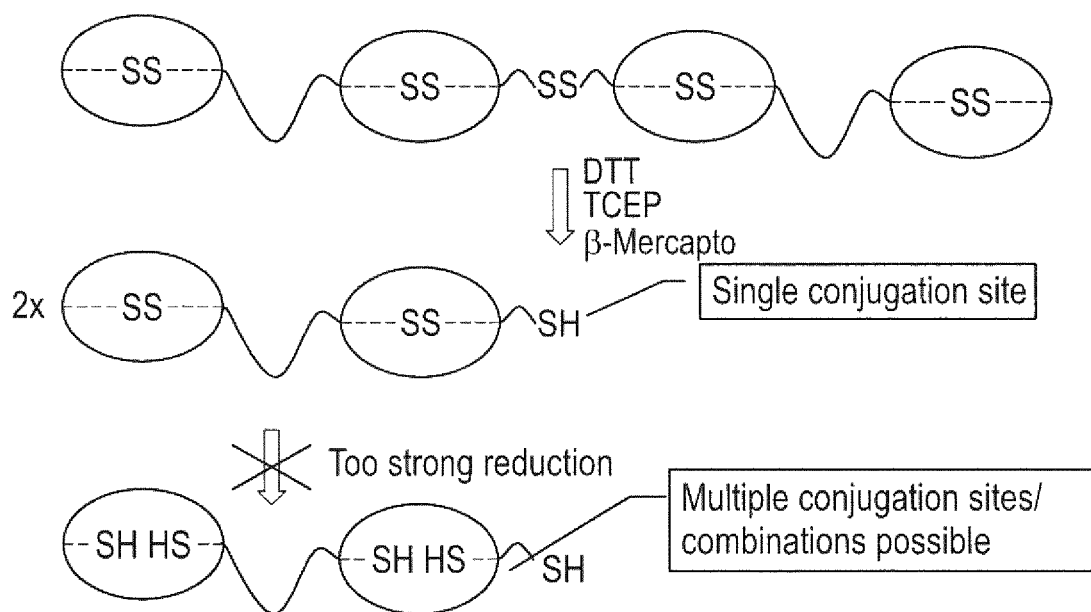 SS SS SS SS SS
DTT
TCEP
β-Mercapto
2x SS SS SH
Single conjugation site
Too strong reduction
Multiple conjugation sites/
combinations possible
SH HS SH HS SH